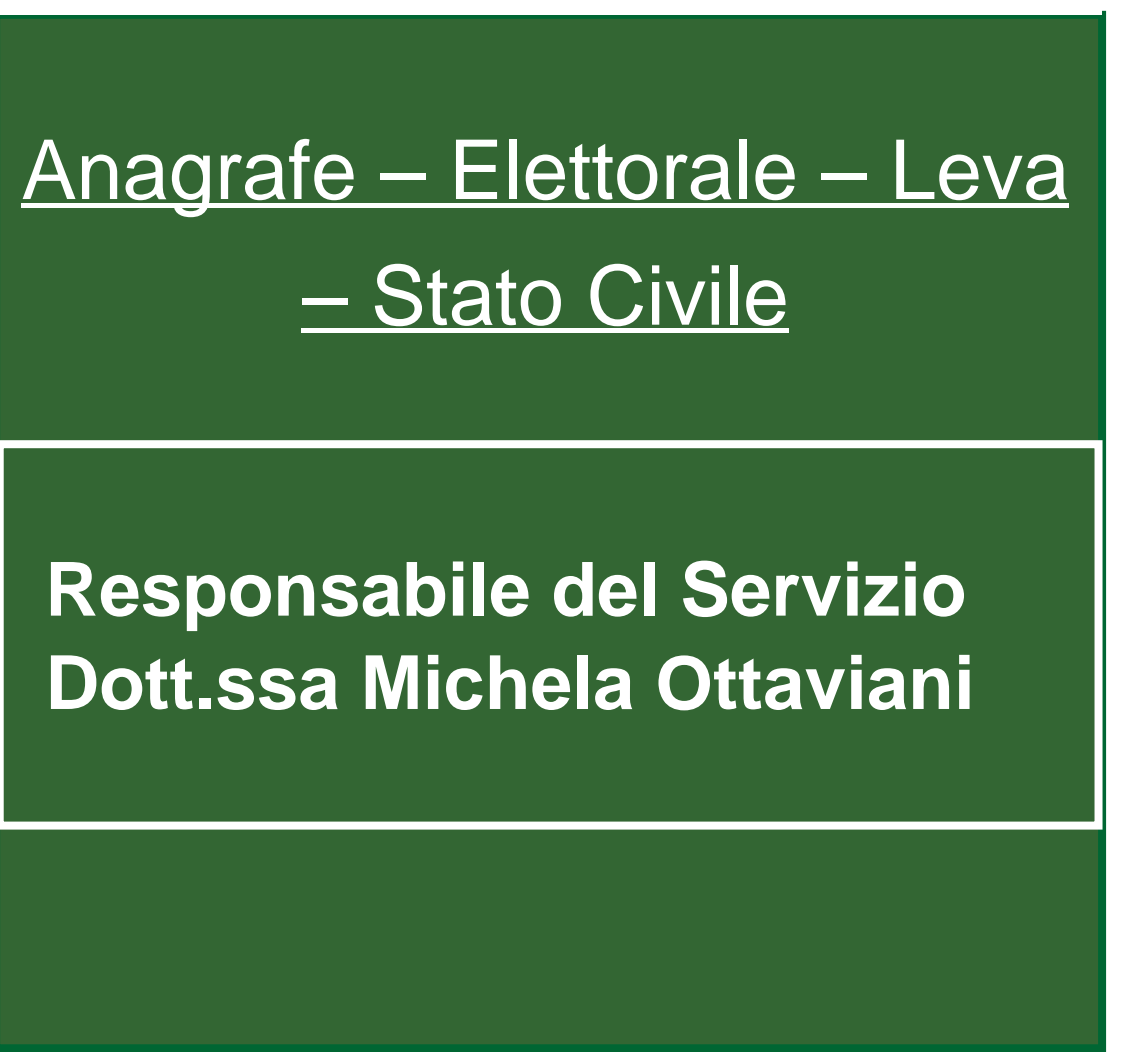 Anagrafe – Elettorale – Leva
– Stato Civile
Responsabile del Servizio
Dott.ssa Michela Ottaviani